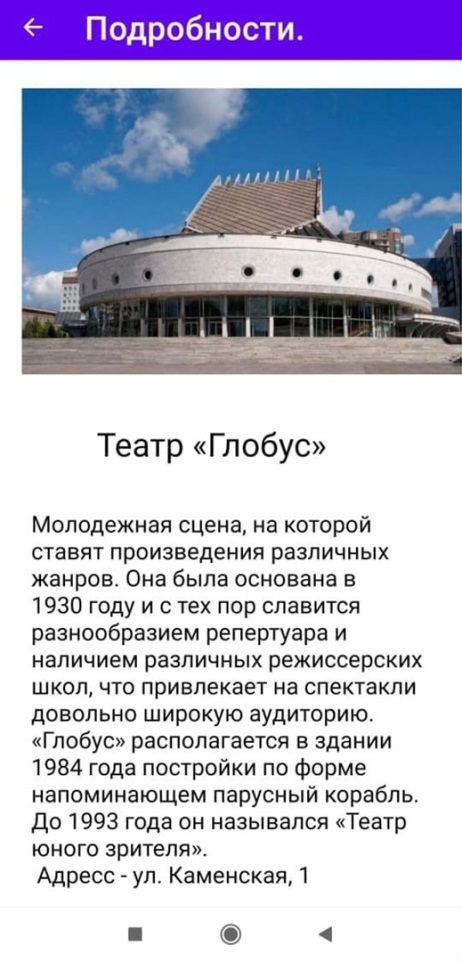 Подробности.
Театр «Глобус»
Молодежная сцена, на которой
ставят произведения различных
жанров. Она была основана в
1930 году и с тех пор славится
разнообразием репертуара и
наличием различных режиссерских
школ, что привлекает на спектакли
довольно широкую аудиторию.
«Глобус» располагается в здании
1984 года постройки по форме
напоминающем парусный корабль.
До 1993 года он назывался «Театр
юного зрителя».
Адресс - ул. Каменская, 1